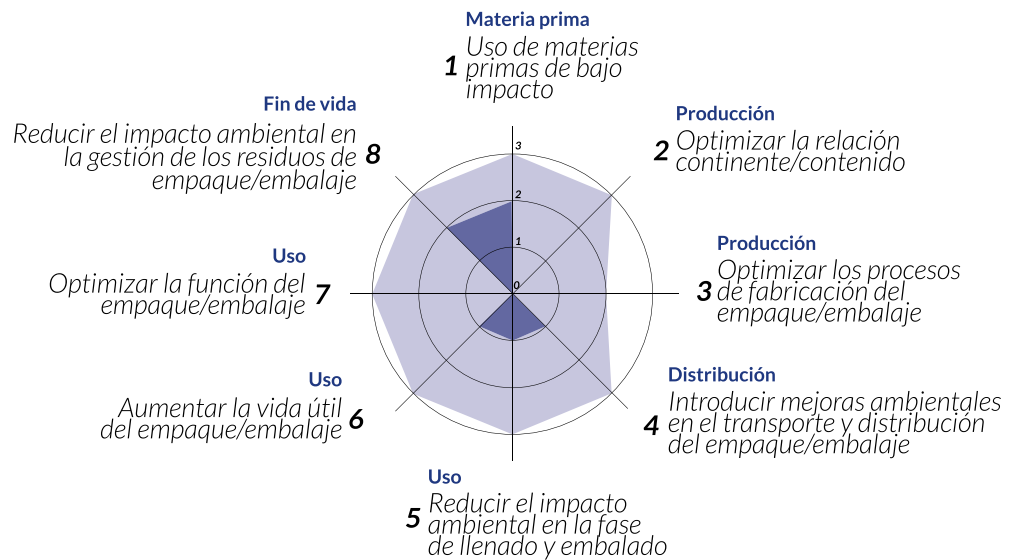 Materia prima
1
Uso de materias
primas de bajo
impacto
Producción
2
Optimizar la relación
continente/contenido
Producción
3
Optimizar los procesos
de fabricación del
empaque/embalaje
Distribución
4
Introducir mejoras ambientales
en el transporte y distribución
del empaque/embalaje
Uso
5
Reducir el impacto
ambiental en la fase
de llenado y embalado
Uso
Aumentar la vida útil
del empaque/embalaje
6
Uso
Optimizar la función del
empaque/embalaje
7
Fin de vida
Reducir el impacto ambiental en
la gestión de los residuos de
empaque/embalaje
8
3
2
1
0